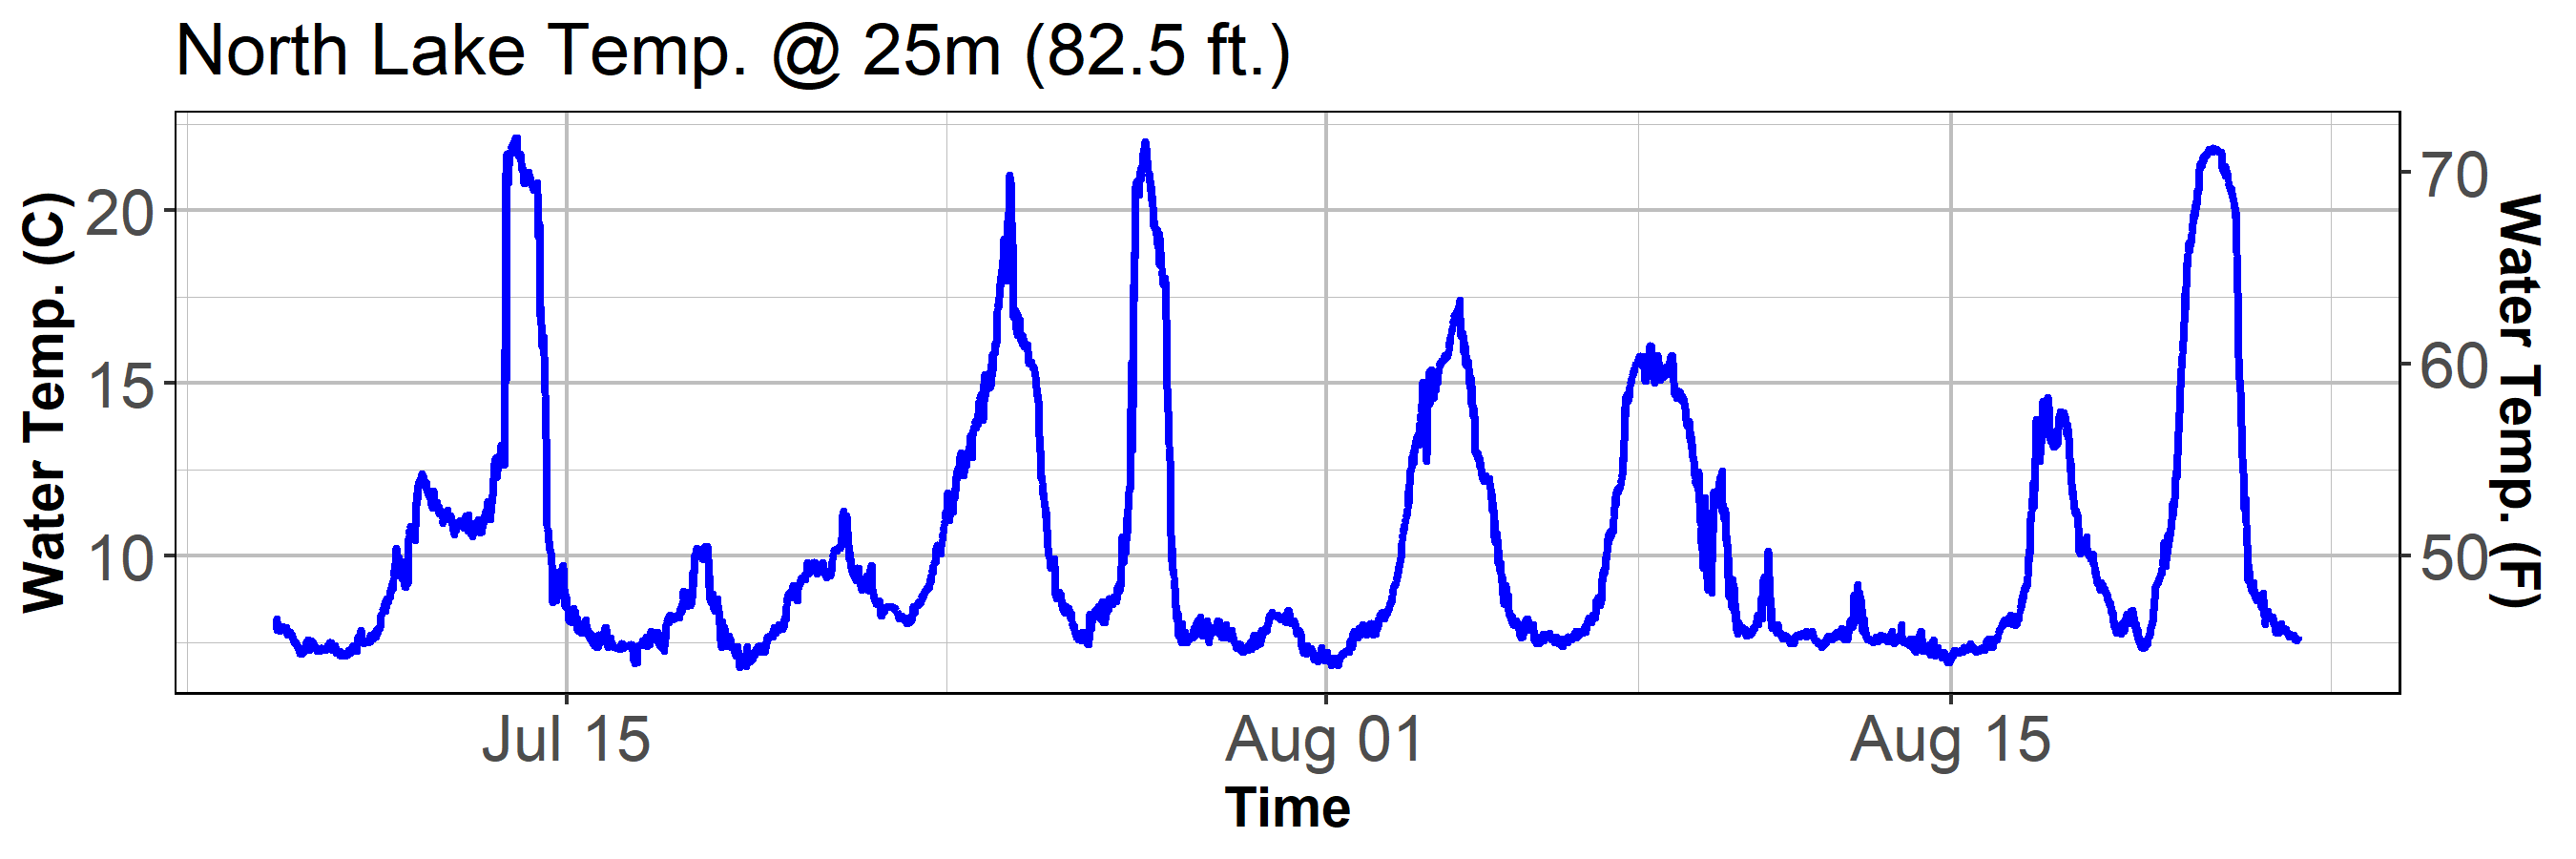 North Lake Temp. @ 25m (82.5 ft.)
Water Temp. (C)
20
15
10
70
60
50
Water Temp. (F)
Jul 15
Aug 01
Aug 15
Time